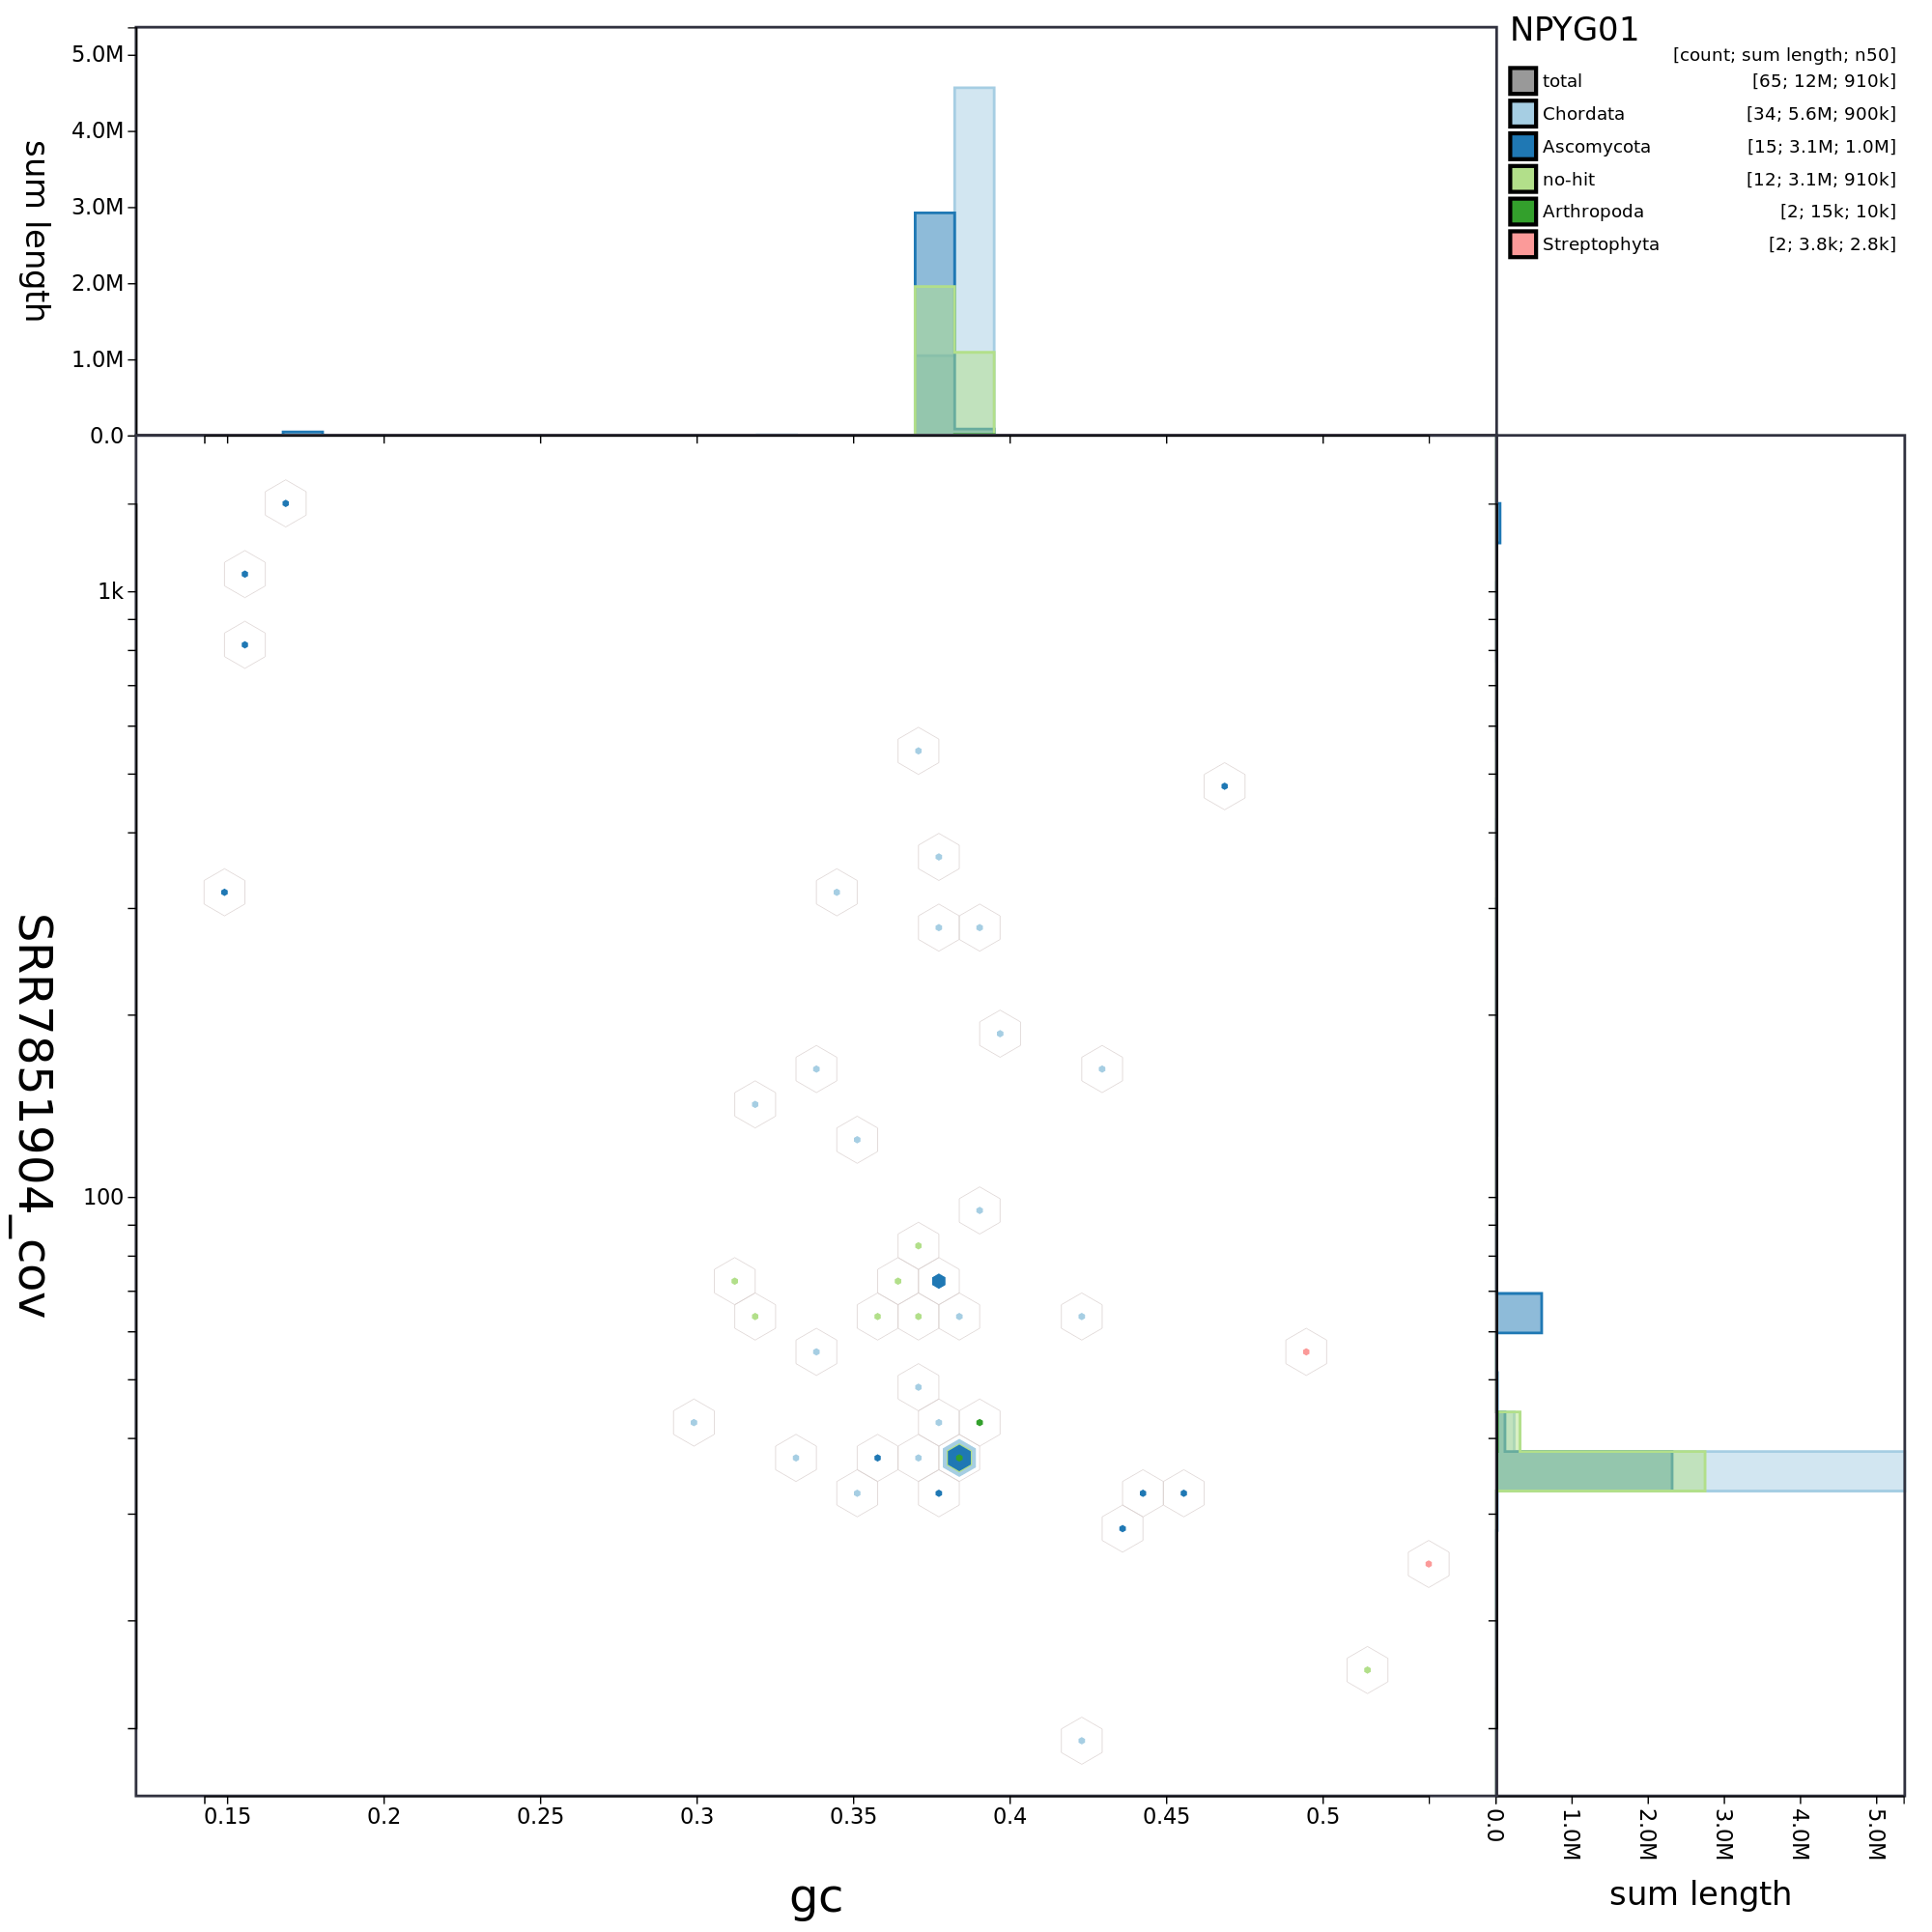 NPYG01
[count; sum length; n50]
total [65; 12M; 910k]
Chordata [34; 5.6M; 900k]
Ascomycota [15; 3.1M; 1.0M]
no-hit [12; 3.1M; 910k]
Arthropoda [2; 15k; 10k]
Streptophyta [2; 3.8k; 2.8k]
sum length
5.0M
4.0M
3.0M
2.0M
1.0M
0.0
SRR7851904_cov
1k
100
0.15 0.2 0.25 0.3 0.35 0.4 0.45 0.5
gc
0.0 1.0M 2.0M 3.0M 4.0M 5.0M
sum length